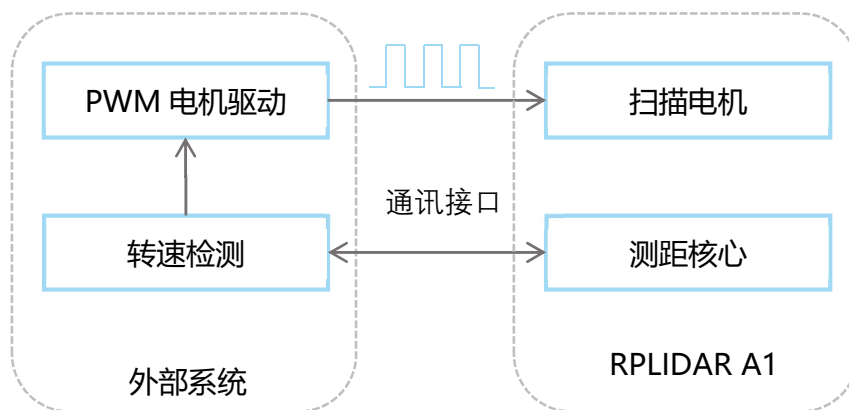 PWM 电机驱动
扫描电机
通讯接口
转速检测
测距核心
外部系统
RPLIDAR A1